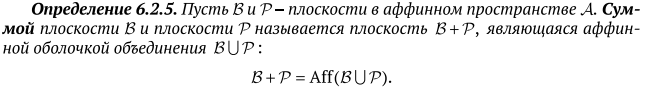 Определение 6.2.5. Пусть ℬ и 𝒫 – плоскости в аффинном пространстве 𝒜. Сум-
мой плоскости ℬ и плоскости 𝒫 называется плоскость ℬ + 𝒫, являющаяся аффин-
ной оболочкой объединения ℬ ⋃ 𝒫 :
ℬ + 𝒫 = Aff(ℬ ⋃ 𝒫).